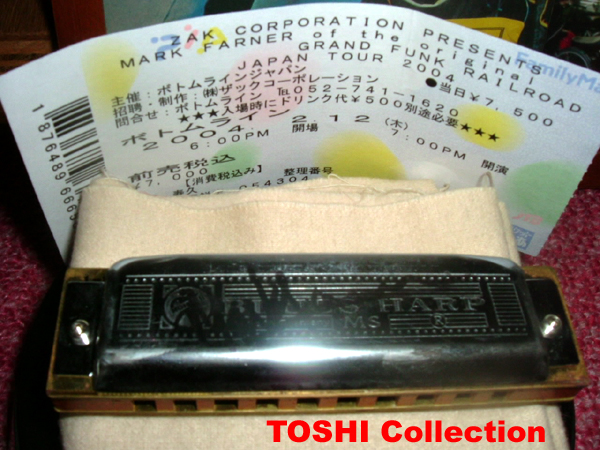 ZAK CORPORATION PRESENTS
MARK FARNER of the original
GRAND FUNK RAILROAD
JAPAN TOUR 2004
FamilyMa
主催:ボトムラインジャパン
●当日¥7,500
招聘・制作:㈱ザックコーポレーション
問合せ:ボトムライン TEL052-741-1620
★★★入場時にドリンク代¥500別途必要★★★
ボトムライン
2004. 2.12 (木)
6:00PM 開場 7:00PM 開演
前売税込
¥7,000 【消費税込み】 整理番号
BLUES HARP
MS R
TOSHI Collection